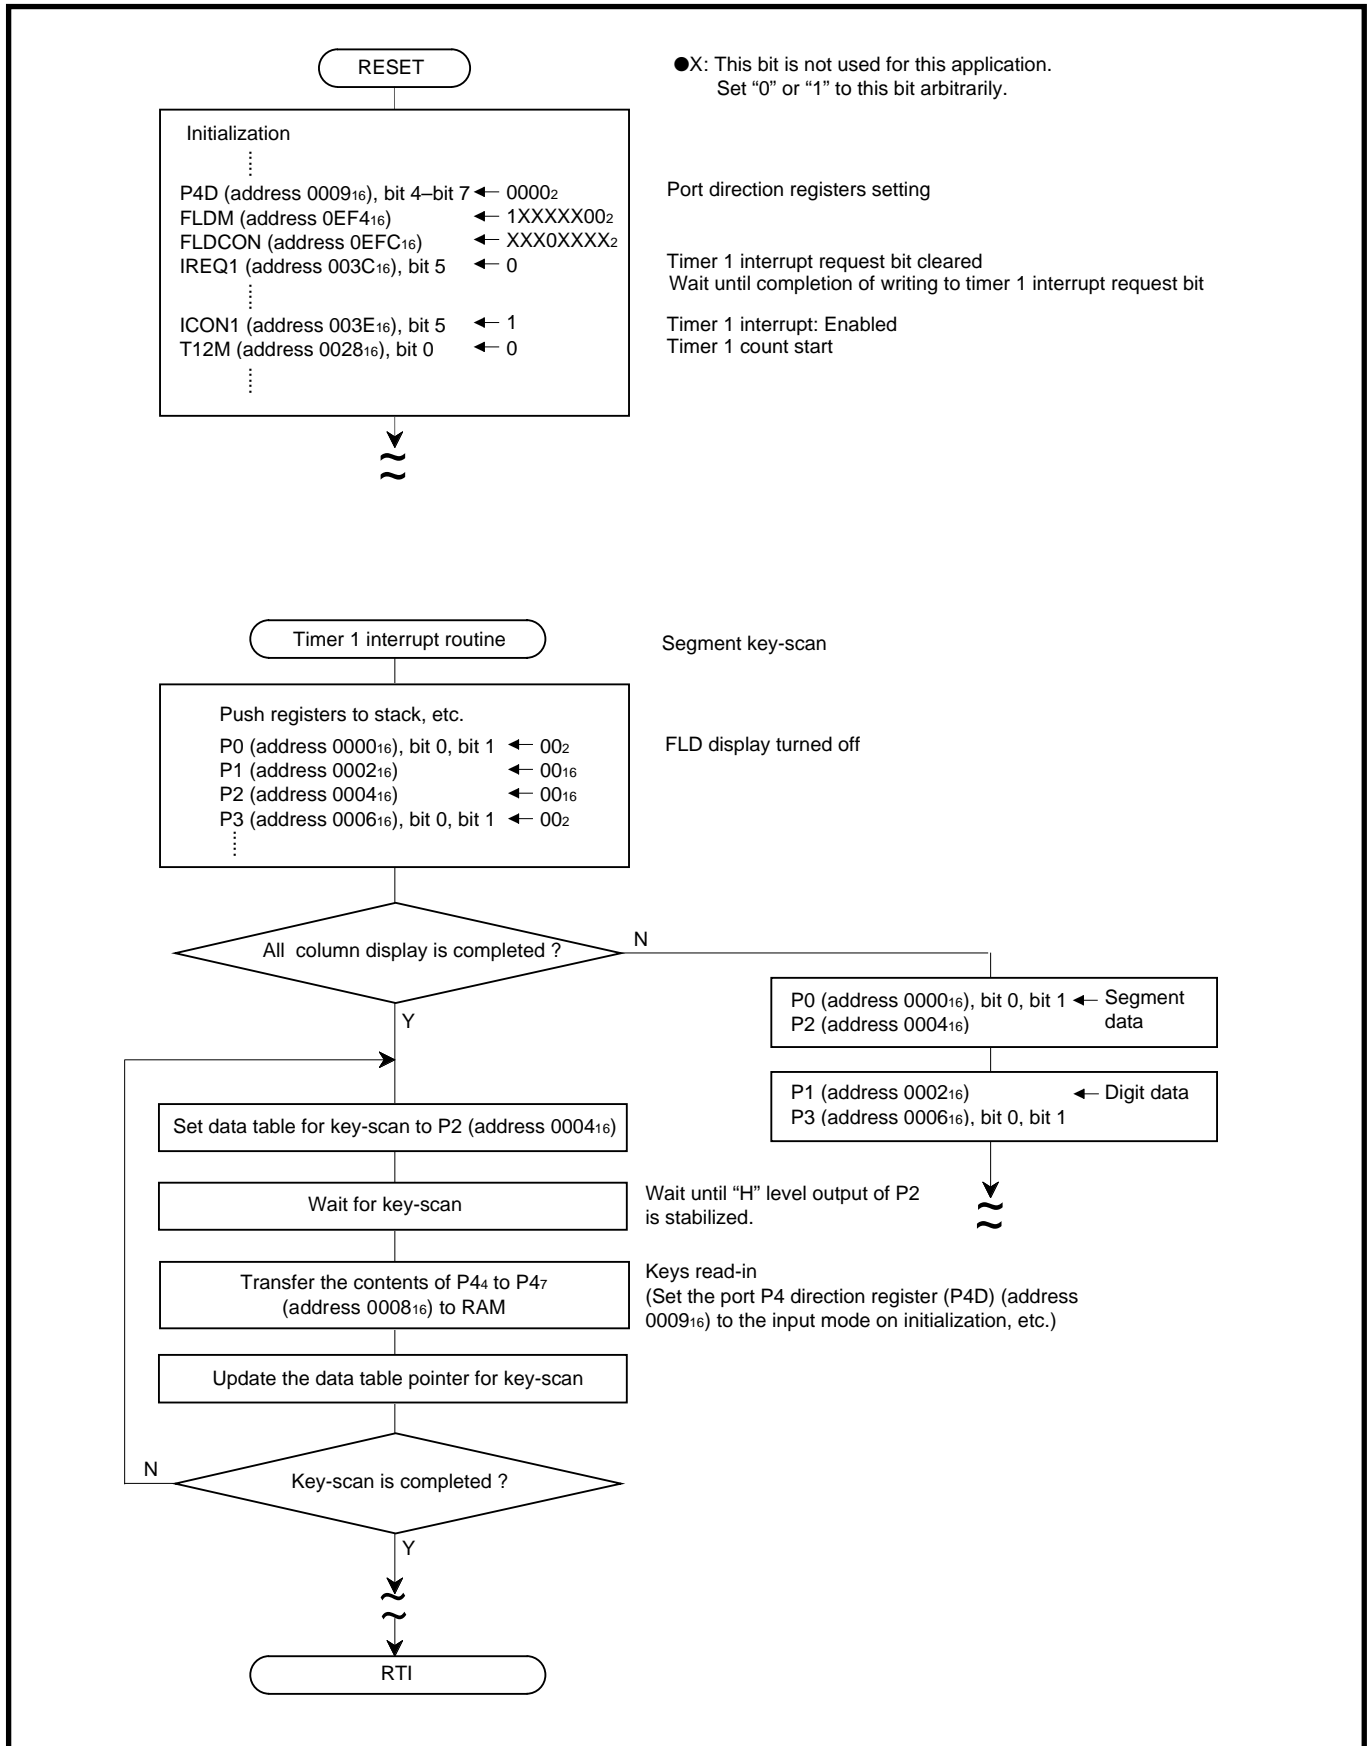 RESET
●X: This bit is not used for this application.
Set “0” or “1” to this bit arbitrarily.
Initialization
P4D (address 0009₁₆), bit 4–bit 7 ← 0000₂
Port direction registers setting
FLDM (address 0EF4₁₆) ← 1XXXXX00₂
FLDCON (address 0EFC₁₆) ← XXX0XXXX₂
IREQ1 (address 003C₁₆), bit 5 ← 0
Timer 1 interrupt request bit cleared
Wait until completion of writing to timer 1 interrupt request bit
ICON1 (address 003E₁₆), bit 5 ← 1
Timer 1 interrupt: Enabled
T12M (address 0028₁₆), bit 0 ← 0
Timer 1 count start
Timer 1 interrupt routine
Segment key-scan
Push registers to stack, etc.
P0 (address 0000₁₆), bit 0, bit 1 ← 00₂
FLD display turned off
P1 (address 0002₁₆) ← 00₁₆
P2 (address 0004₁₆) ← 00₁₆
P3 (address 0006₁₆), bit 0, bit 1 ← 00₂
All column display is completed ?
N
Y
P0 (address 0000₁₆), bit 0, bit 1 ← Segment
P2 (address 0004₁₆) data
P1 (address 0002₁₆) ← Digit data
P3 (address 0006₁₆), bit 0, bit 1
Set data table for key-scan to P2 (address 0004₁₆)
Wait for key-scan
Wait until “H” level output of P2
is stabilized.
Transfer the contents of P4₄ to P4₇
(address 0008₁₆) to RAM
Keys read-in
(Set the port P4 direction register (P4D) (address
0009₁₆) to the input mode on initialization, etc.)
Update the data table pointer for key-scan
Key-scan is completed ?
N
Y
RTI